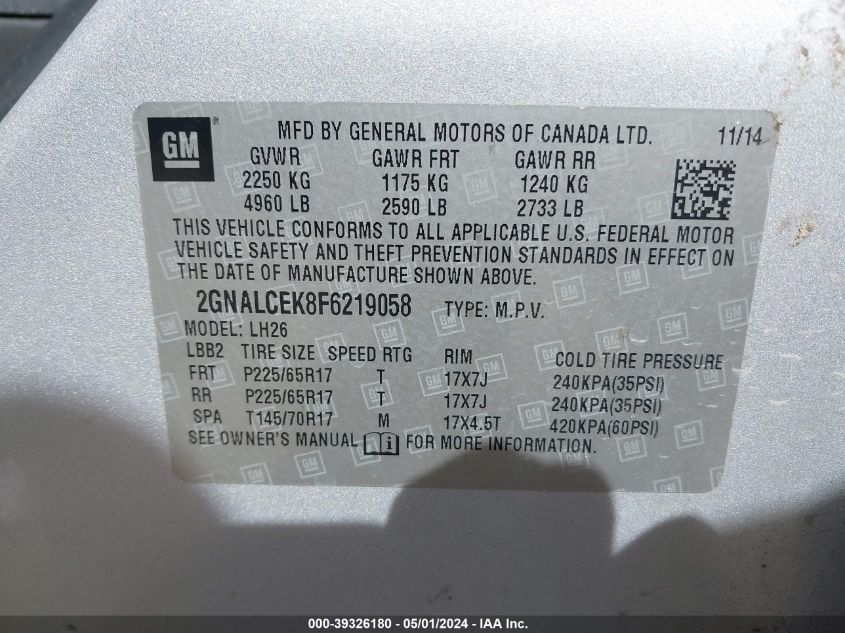 GM ® MFD BY GENERAL MOTORS OF CANADA LTD. 11/14
GVWR GAWR FRT GAWR RR
2250 KG 1175 KG 1240 KG
4960 LB 2590 LB 2733 LB
THIS VEHICLE CONFORMS TO ALL APPLICABLE U.S. FEDERAL MOTOR
VEHICLE SAFETY AND THEFT PREVENTION STANDARDS IN EFFECT ON
THE DATE OF MANUFACTURE SHOWN ABOVE.
2GNALCEK8F6219058 TYPE: M.P.V.
MODEL: LH26
LBB2 TIRE SIZE SPEED RTG RIM COLD TIRE PRESSURE
FRT P225/65R17 T 17X7J 240KPA(35PSI)
RR P225/65R17 T 17X7J 240KPA(35PSI)
SPA T145/70R17 M 17X4.5T 420KPA(60PSI)
SEE OWNER'S MANUAL i FOR MORE INFORMATION.
000-39326180 - 05/01/2024 - IAA Inc.